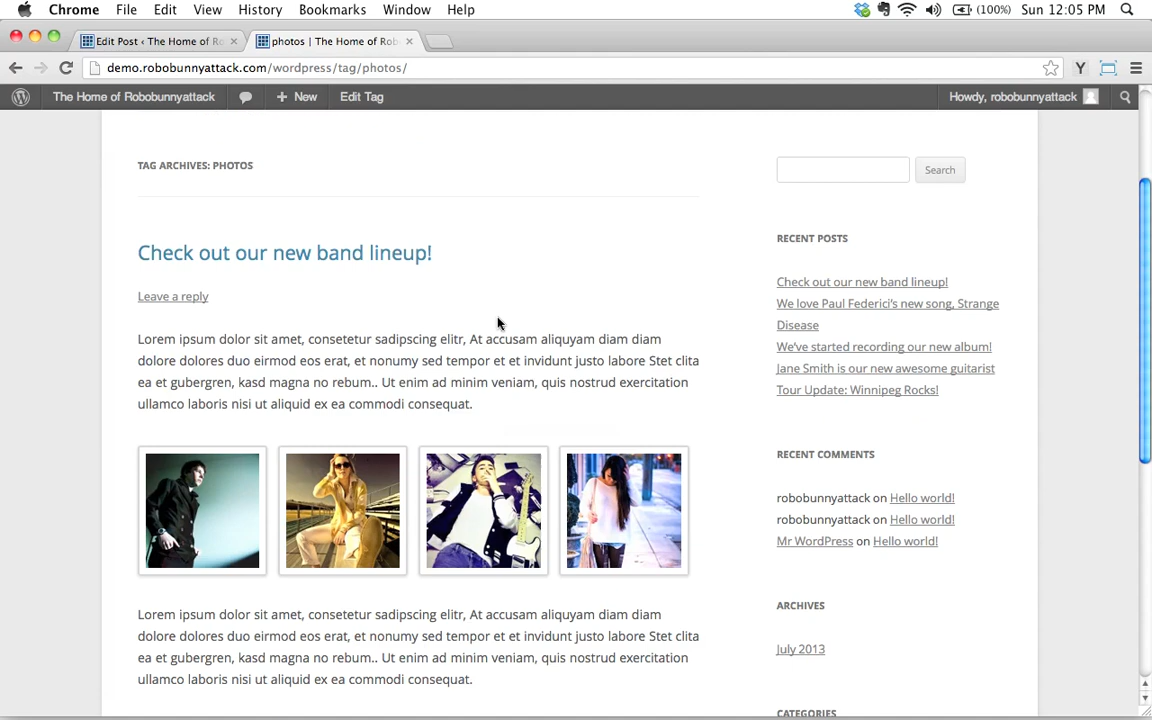 Chrome File Edit View History Bookmarks Window Help (100%) Sun 12:05 PM
Edit Post ‹ The Home of Ro
photos | The Home of Rob
demo.robobunnyattack.com/wordpress/tag/photos/
Y
The Home of Robobunnyattack + New Edit Tag Howdy, robobunnyattack
TAG ARCHIVES: PHOTOS
Check out our new band lineup!
Leave a reply
Lorem ipsum dolor sit amet, consetetur sadipscing elitr, At accusam aliquyam diam diam
dolore dolores duo eirmod eos erat, et nonumy sed tempor et et invidunt justo labore Stet clita
ea et gubergren, kasd magna no rebum.. Ut enim ad minim veniam, quis nostrud exercitation
ullamco laboris nisi ut aliquid ex ea commodi consequat.
Lorem ipsum dolor sit amet, consetetur sadipscing elitr, At accusam aliquyam diam diam
dolore dolores duo eirmod eos erat, et nonumy sed tempor et et invidunt justo labore Stet clita
ea et gubergren, kasd magna no rebum.. Ut enim ad minim veniam, quis nostrud exercitation
ullamco laboris nisi ut aliquid ex ea commodi consequat.
Search
RECENT POSTS
Check out our new band lineup!
We love Paul Federici's new song, Strange
Disease
We've started recording our new album!
Jane Smith is our new awesome guitarist
Tour Update: Winnipeg Rocks!
RECENT COMMENTS
robobunnyattack on Hello world!
robobunnyattack on Hello world!
Mr WordPress on Hello world!
ARCHIVES
July 2013
CATEGORIES